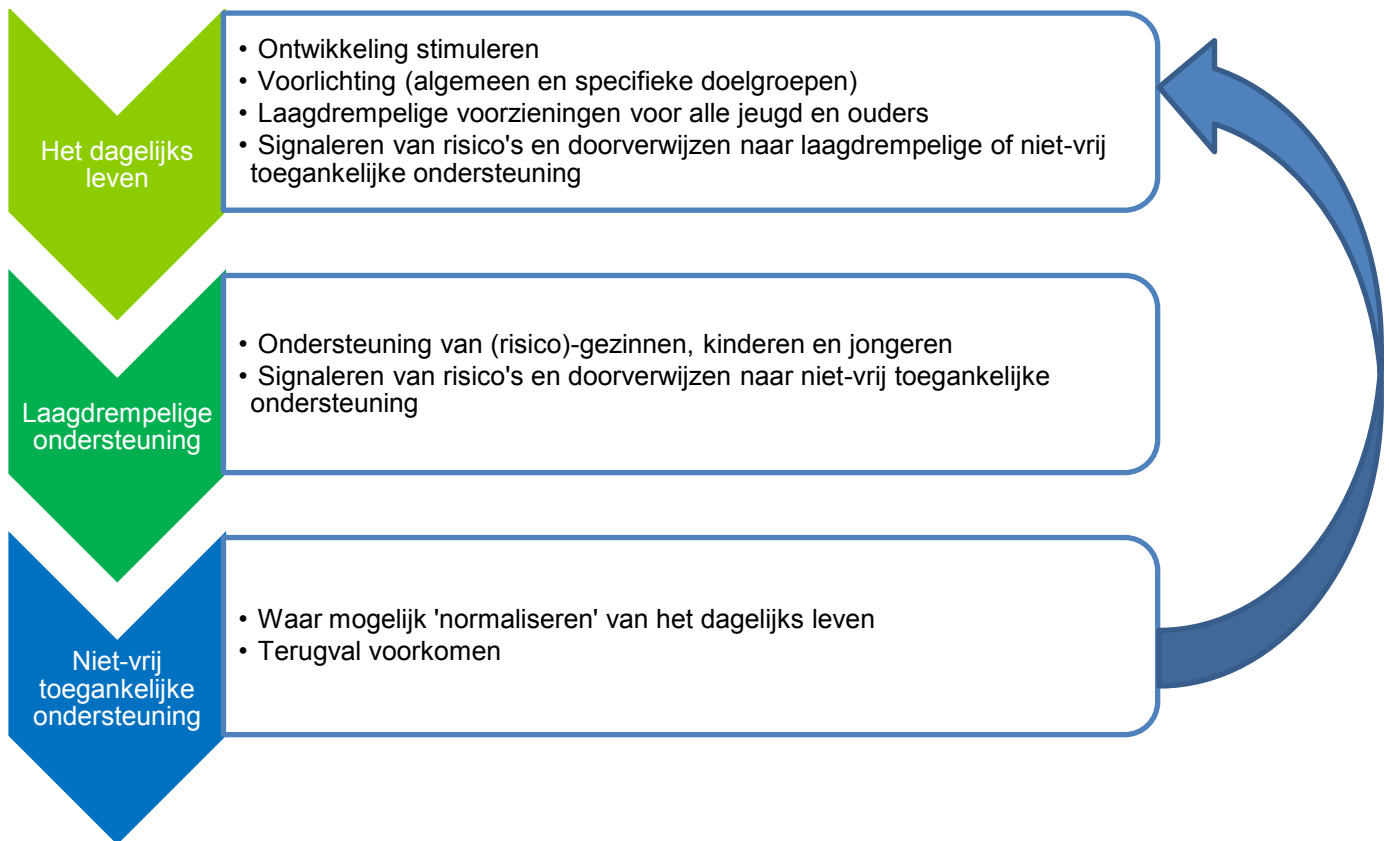 Het dagelijks
leven
• Ontwikkeling stimuleren
• Voorlichting (algemeen en specifieke doelgroepen)
• Laagdrempelige voorzieningen voor alle jeugd en ouders
• Signaleren van risico's en doorverwijzen naar laagdrempelige of niet-vrij
toegankelijke ondersteuning
Laagdrempelige
ondersteuning
• Ondersteuning van (risico)-gezinnen, kinderen en jongeren
• Signaleren van risico's en doorverwijzen naar niet-vrij toegankelijke
ondersteuning
Niet-vrij
toegankelijke
ondersteuning
• Waar mogelijk 'normaliseren' van het dagelijks leven
• Terugval voorkomen